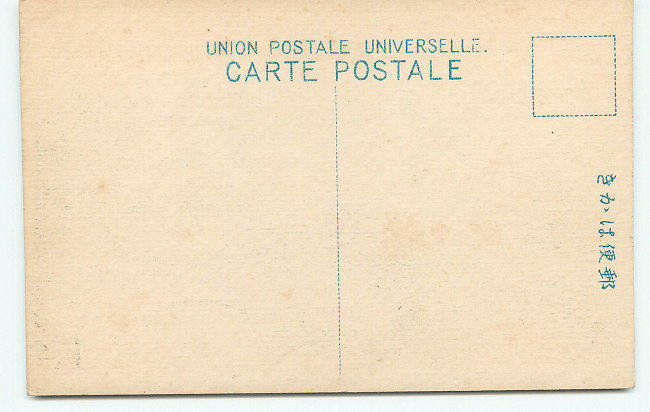 UNION POSTALE UNIVERSELLE.
CARTE POSTALE
郵便はかき